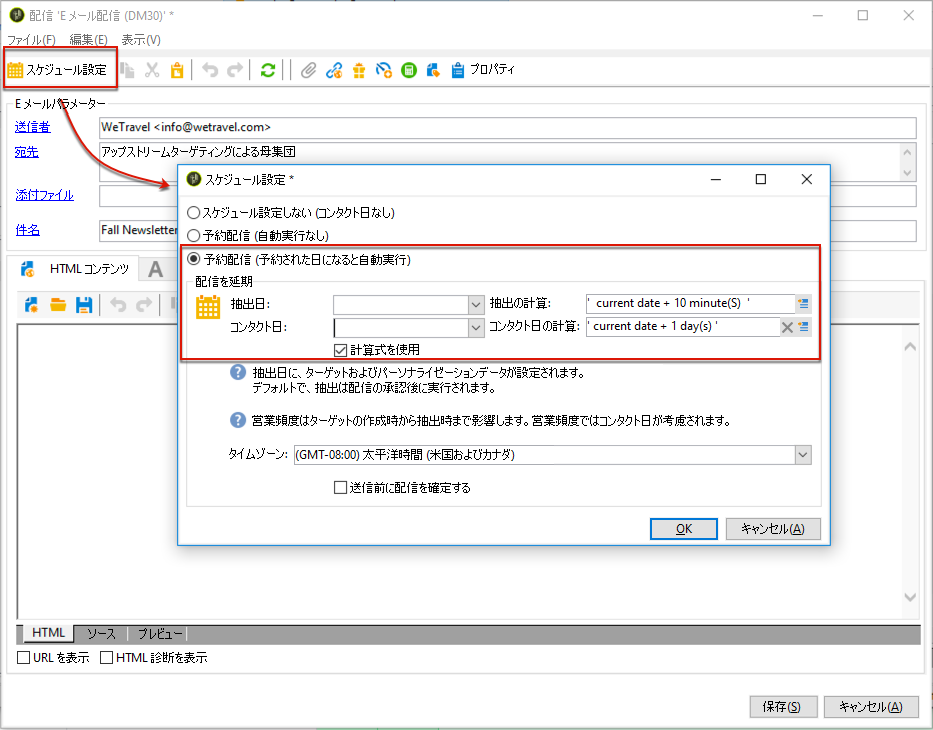 配信 'Eメール配信 (DM30)' *
ファイル(F) 編集(E) 表示(V)
スケジュール設定
プロパティ
Eメールパラメーター
送信者 WeTravel <info@wetravel.com>
宛先 アップストリームターゲティングによる母集団
添付ファイル
件名 Fall Newsletter
HTMLコンテンツ A
スケジュール設定 *
スケジュール設定しない (コンタクト日なし)
予約配信 (自動実行なし)
予約配信 (予約された日になると自動実行)
配信を延期
抽出日: 抽出の計算: ' current date + 10 minute(S) '
コンタクト日: コンタクト日の計算: ' current date + 1 day(s) '
計算式を使用
抽出日に、ターゲットおよびパーソナライゼーションデータが設定されます。
デフォルトで、抽出は配信の承認後に実行されます。
営業頻度はターゲットの作成時から抽出時まで影響します。営業頻度ではコンタクト日が考慮されます。
タイムゾーン: (GMT-08:00) 太平洋時間 (米国およびカナダ)
送信前に配信を確定する
OK キャンセル(A)
HTML ソース プレビュー
URL を表示 HTML 診断を表示
保存(S) キャンセル(A)